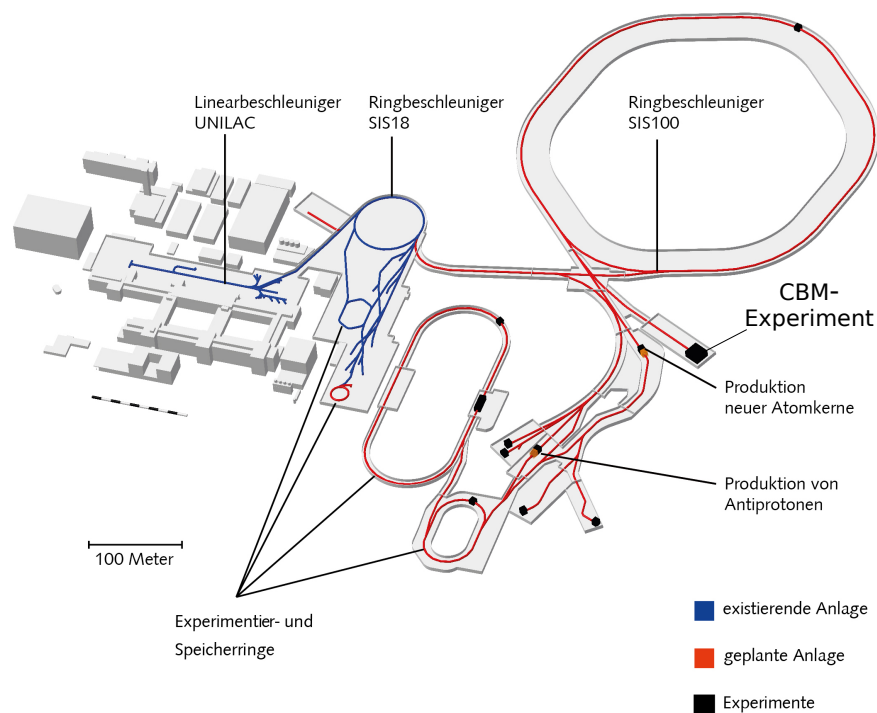 Linearbeschleuniger
UNILAC
Ringbeschleuniger
SIS18
Ringbeschleuniger
SIS100
CBM-
Experiment
Produktion
neuer Atomkerne
Produktion von
Antiprotonen
100 Meter
Experimentier- und
Speicherringe
existierende Anlage
geplante Anlage
Experimente